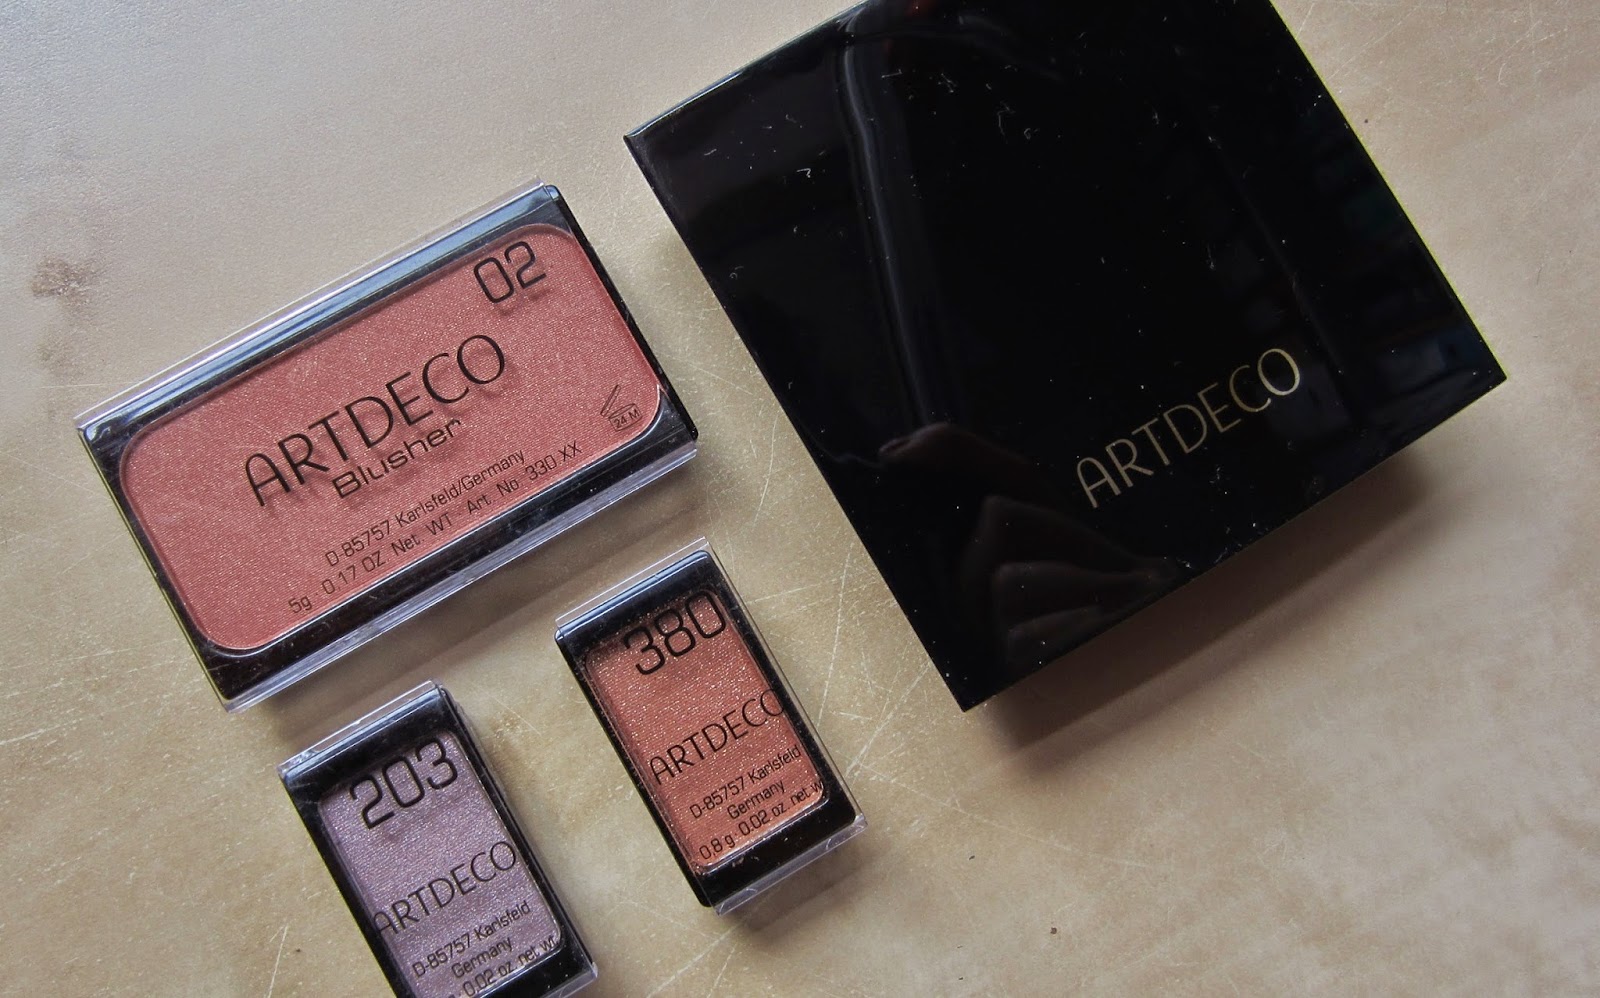 02
ARTDECO
Blusher
24 M
D-85757 Karlsfeld/Germany
5g 0.17 OZ Net WT Art. No. 330 XX
ARTDECO
380
ARTDECO
D-85757 Karlsfeld
Germany
0.8 g 0.02 oz. net w
203
ARTDECO
D-85757 Karlsfeld
Germany
0.02 oz. net wt